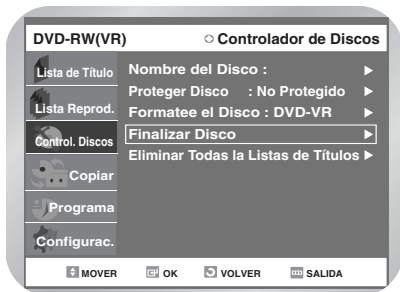 DVD-RW(VR) Controlador de Discos
Lista de Título
Lista Reprod.
Control. Discos
Copiar
Programa
Configurac.
Nombre del Disco :
Proteger Disco : No Protegido
Formatee el Disco : DVD-VR
Finalizar Disco
Eliminar Todas la Listas de Títulos
MOVER OK VOLVER SALIDA